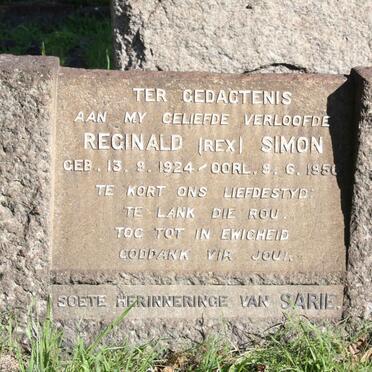 TER GEDAGTENIS
AAN MY GELIEFDE VERLOOFDE
REGINALD (REX) SIMON
GEB. 13. 9. 1924 / OORL. 9. 6. 1950
TE KORT ONS LIEFDESTYD
TE LANK DIE ROU.
TOG TOT IN EWIGHEID
GODDANK VIR JOU!.
SOETE HERINNERINGE VAN SARIE.